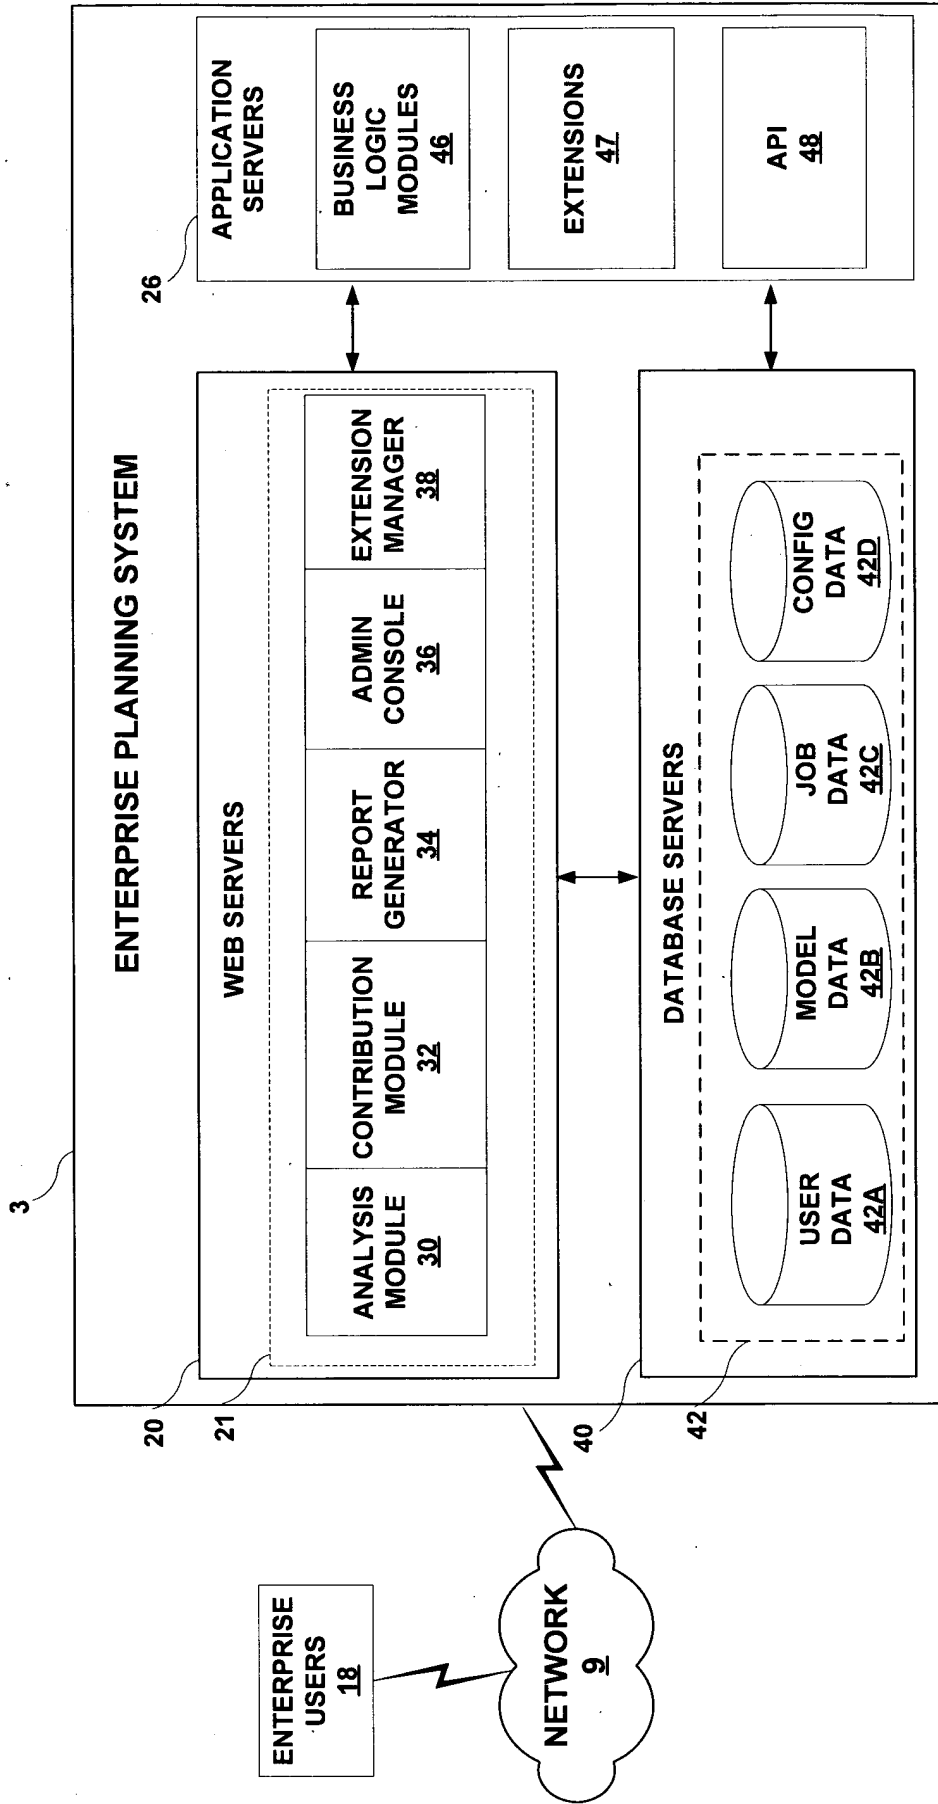 3
ENTERPRISE PLANNING SYSTEM
20
WEB SERVERS
21
ANALYSIS
MODULE
30
CONTRIBUTION
MODULE
32
REPORT
GENERATOR
34
ADMIN
CONSOLE
36
EXTENSION
MANAGER
38
26
APPLICATION
SERVERS
BUSINESS
LOGIC
MODULES
46
EXTENSIONS
47
API
48
ENTERPRISE
USERS
18
NETWORK
9
40
DATABASE SERVERS
42
USER
DATA
42A
MODEL
DATA
42B
JOB
DATA
42C
CONFIG
DATA
42D